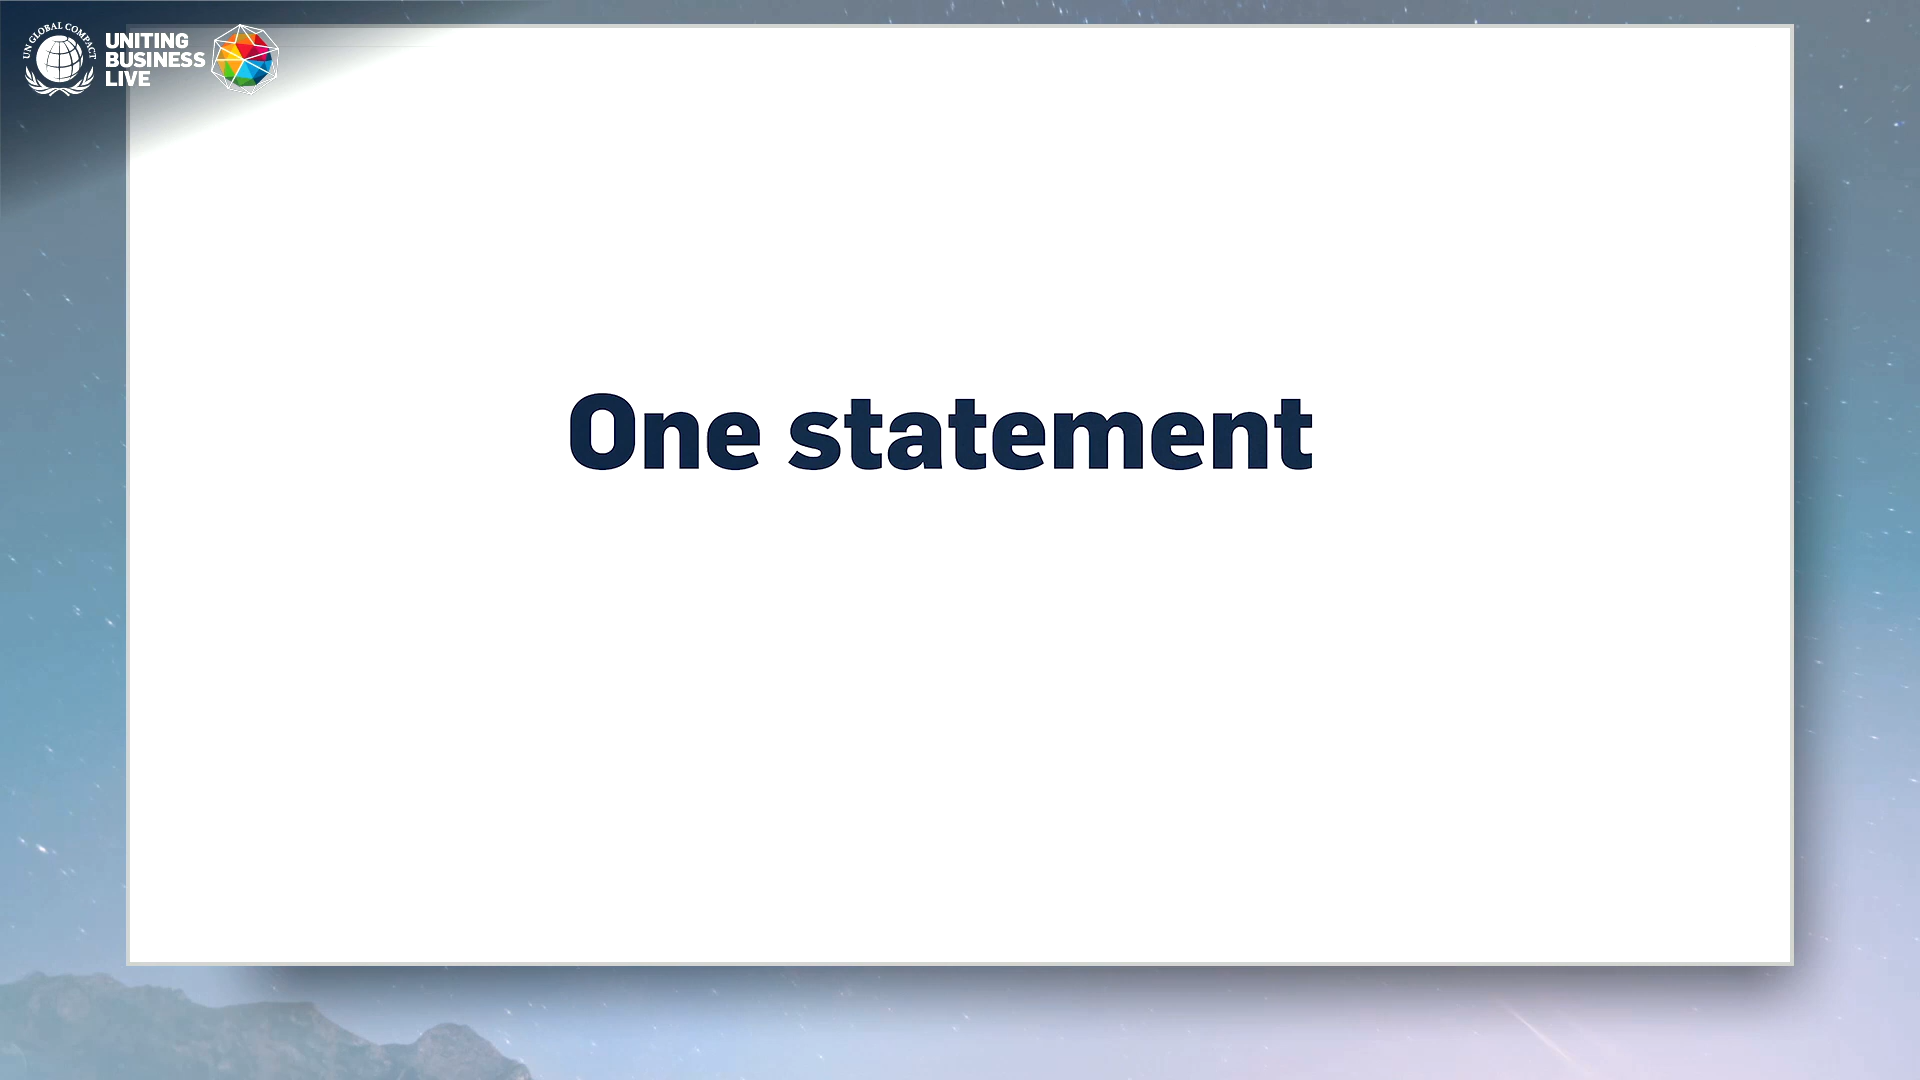 UN GLOBAL COMPACT
UNITING
BUSINESS
LIVE
One statement